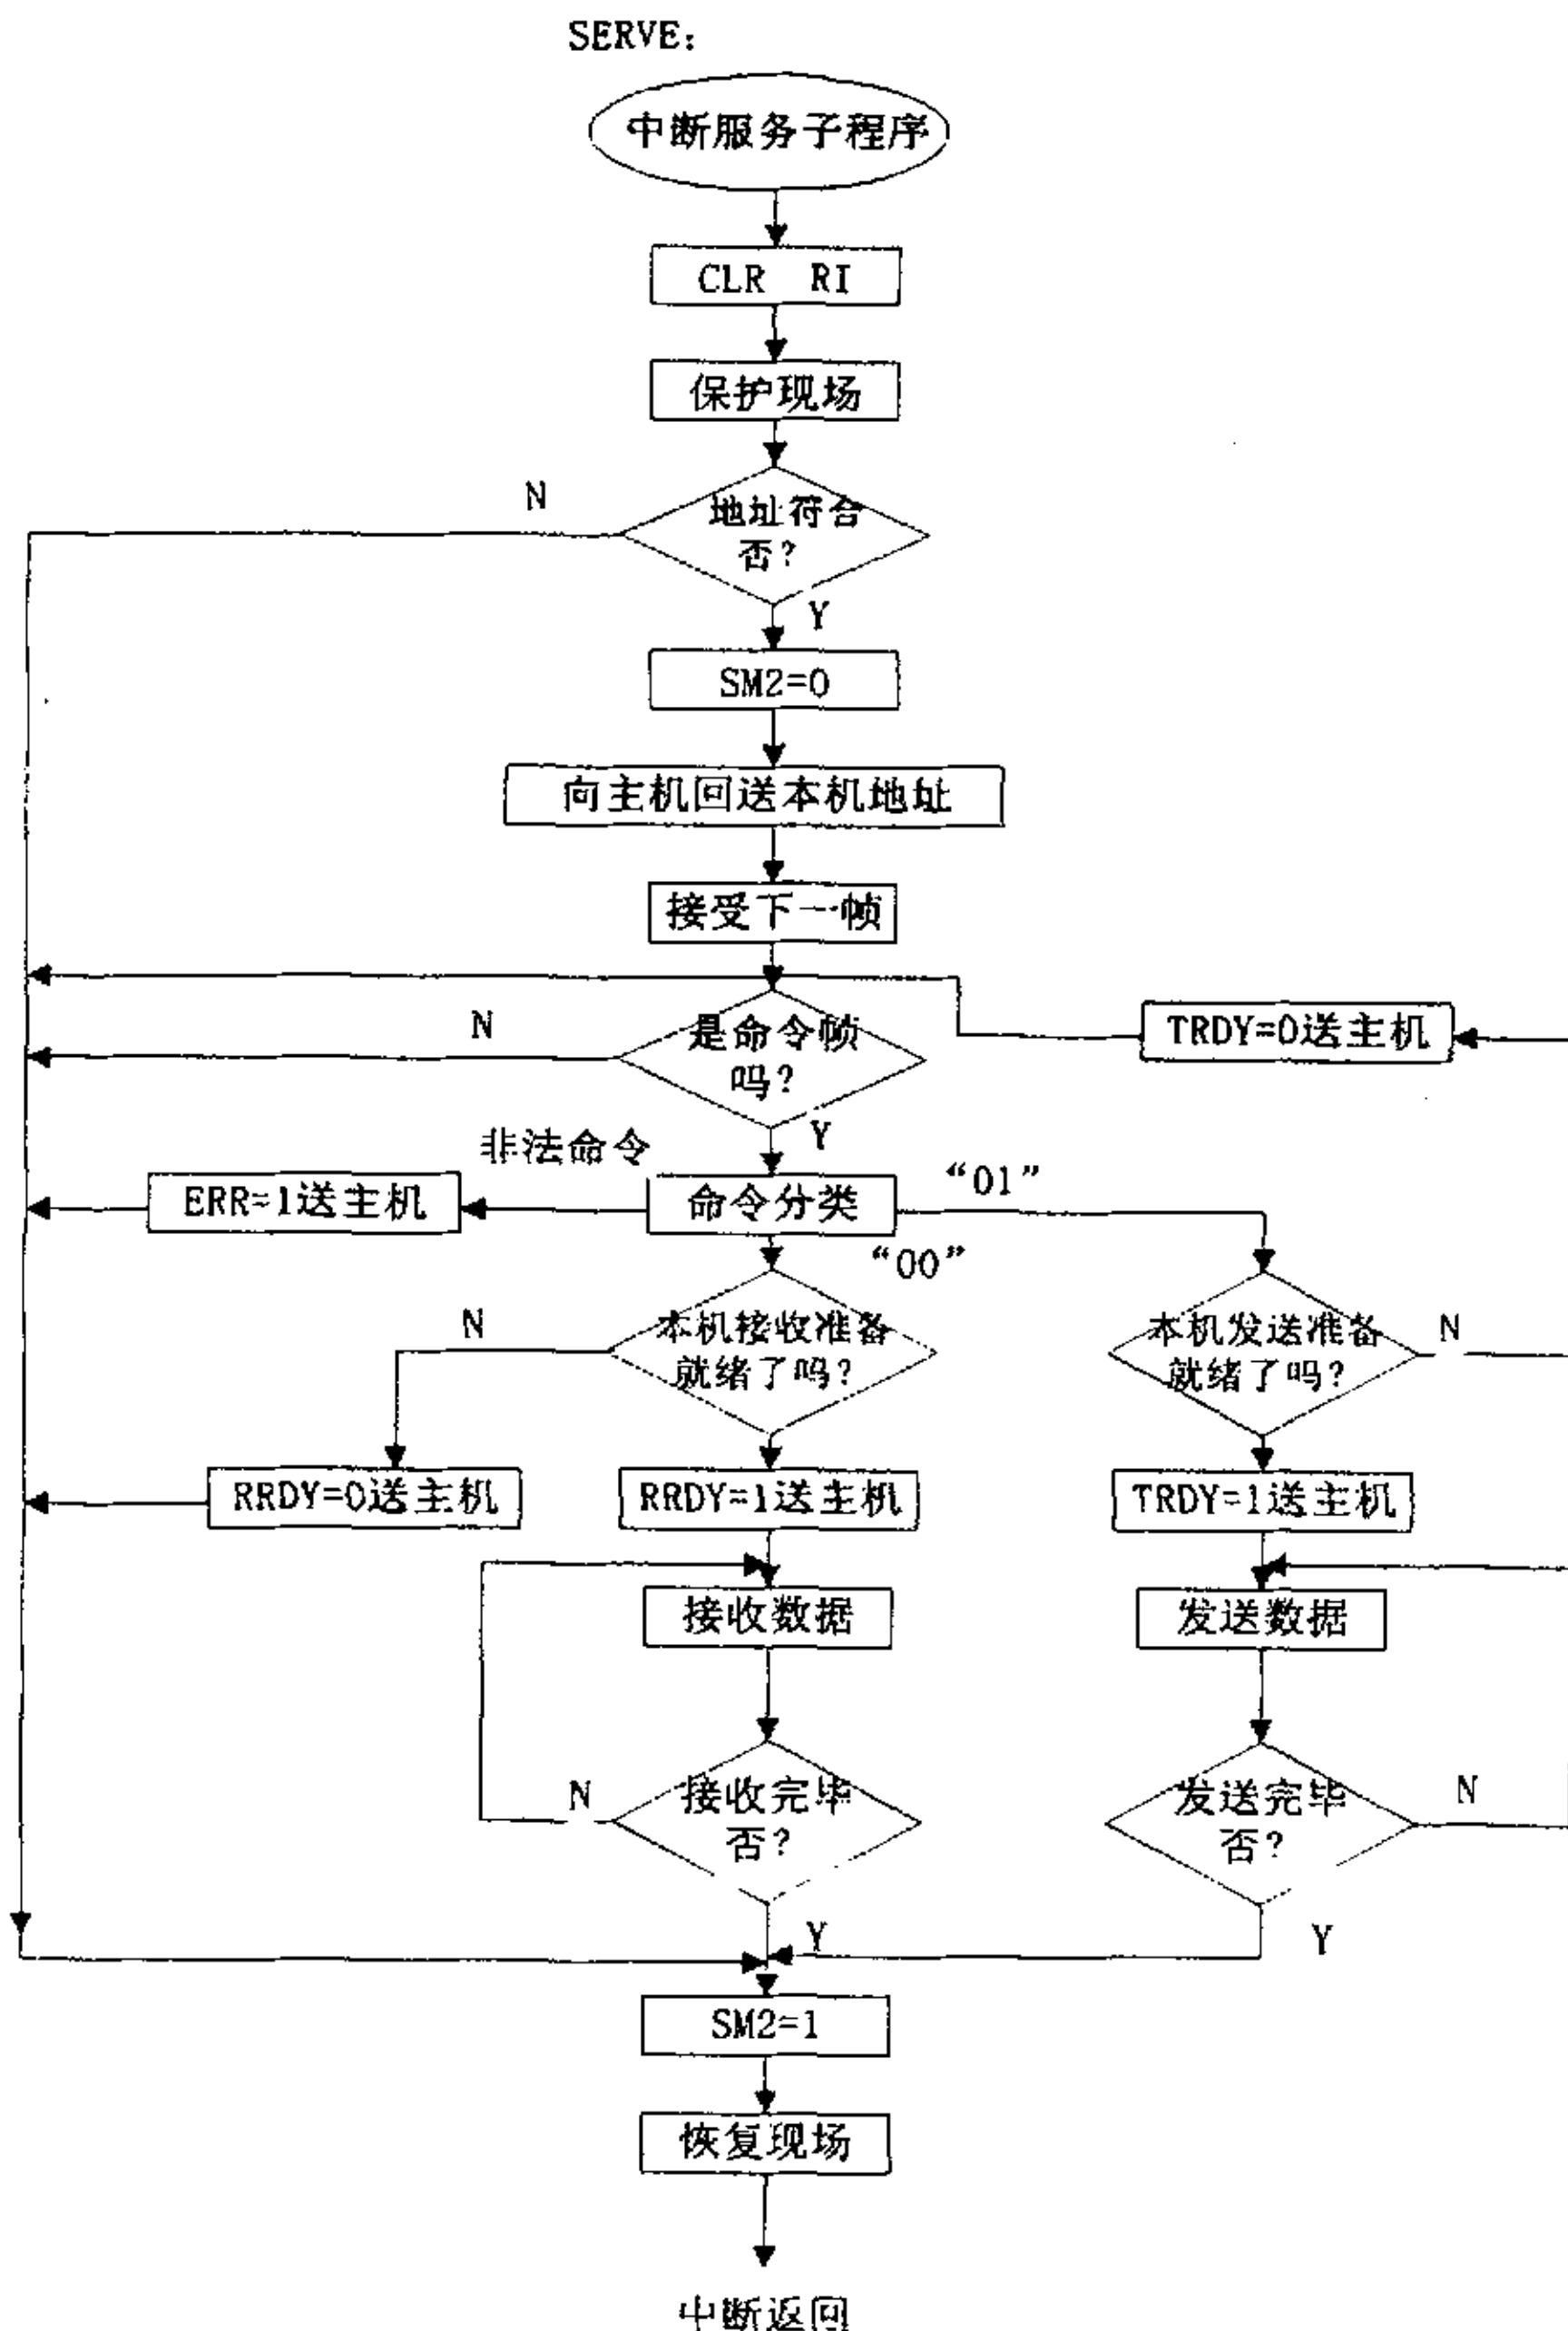 SERVE:
中断服务子程序
CLR RI
保护现场
N
地址符合
否?
Y
SM2=0
向主机回送本机地址
接受下一帧
N
是命令帧
吗?
TRDY=0送主机
Y
非法命令
ERR=1送主机
命令分类
“01”
“00”
N
本机接收准备
就绪了吗?
本机发送准备
就绪了吗?
N
RRDY=0送主机
RRDY=1送主机
TRDY=1送主机
接收数据
发送数据
N
接收完毕
否?
发送完毕
否?
N
Y
Y
SM2=1
恢复现场
中断返回